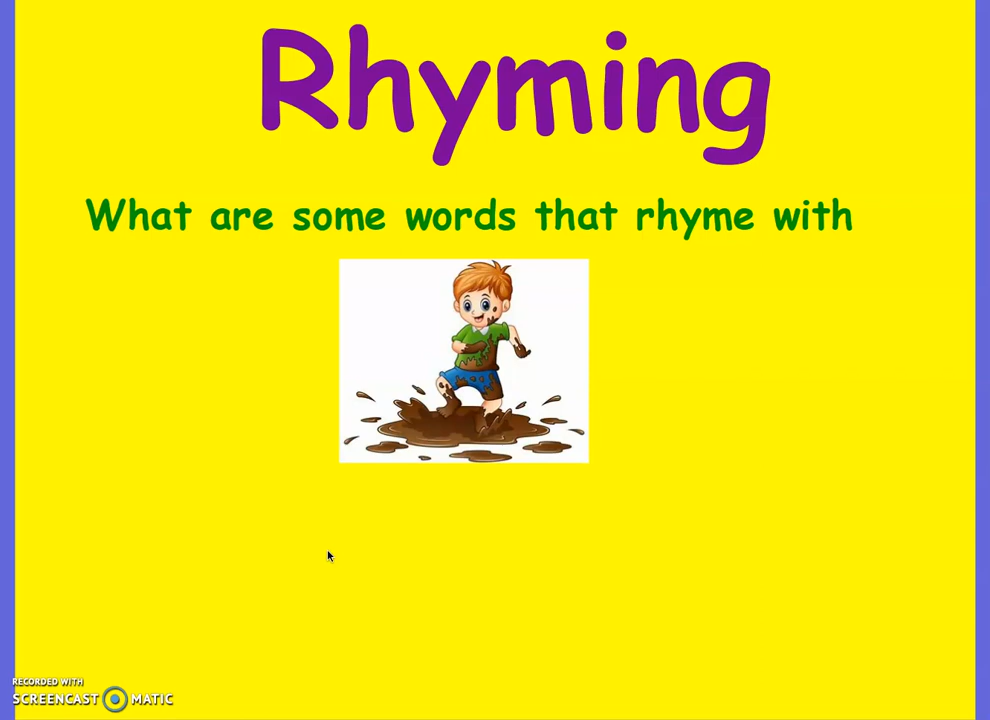 Rhyming
What are some words that rhyme with
RECORDED WITH
SCREENCAST MATIC